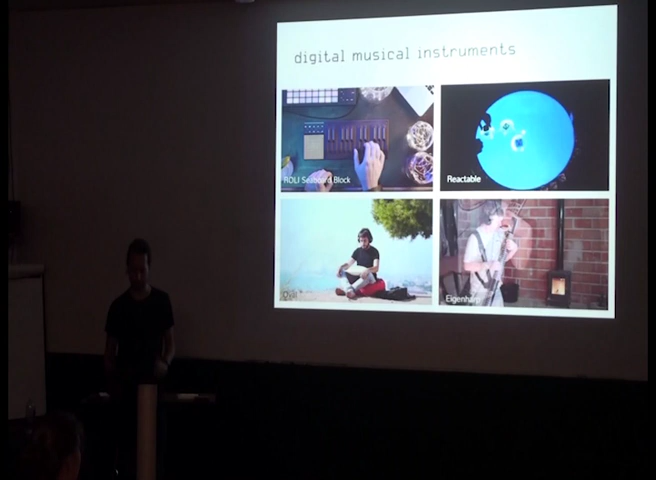 digital musical instruments
ROLI Seaboard Block
Reactable
Eigenharp